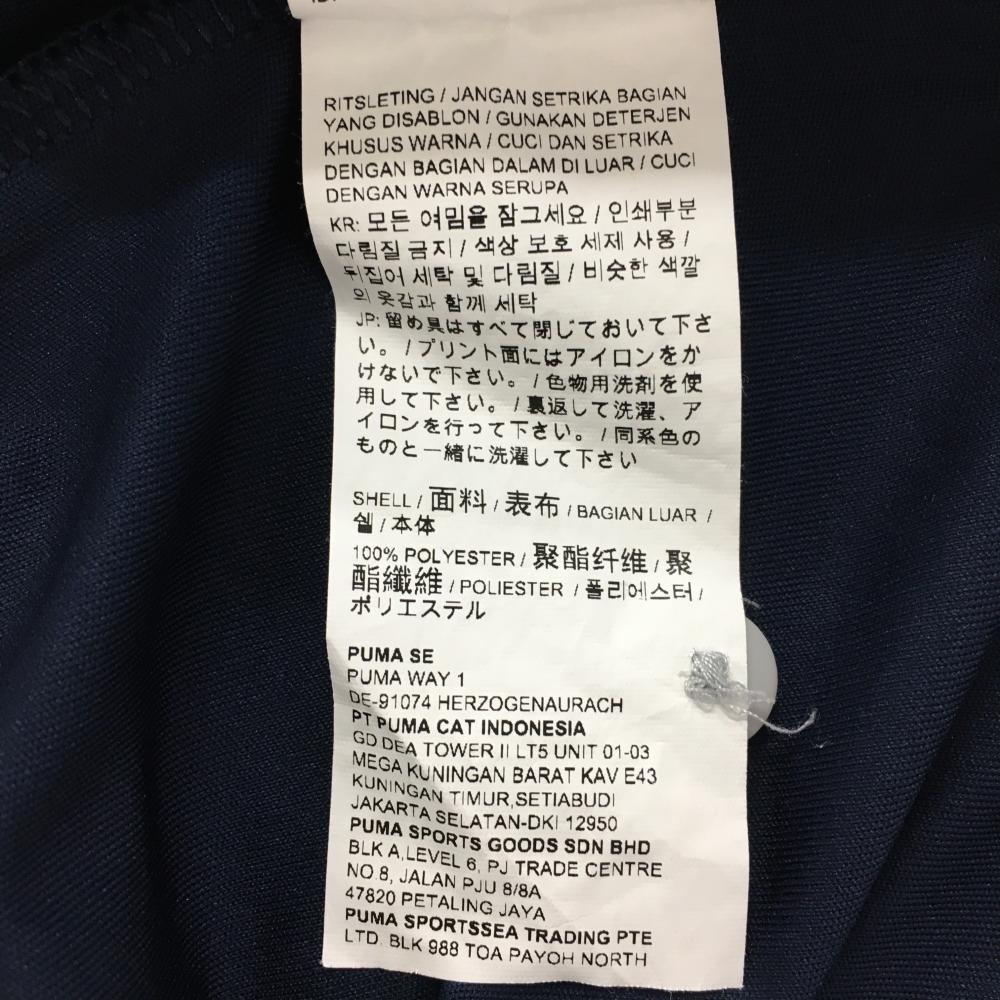 RITSLETING / JANGAN SETRIKA BAGIAN
YANG DISABLON / GUNAKAN DETERJEN
KHUSUS WARNA / CUCI DAN SETRIKA
DENGAN BAGIAN DALAM DI LUAR / CUCI
DENGAN WARNA SERUPA
KR: 모든 여밈을 잠그세요 / 인쇄부분
다림질 금지 / 색상 보호 세제 사용 /
뒤집어 세탁 및 다림질 / 비슷한 색깔
의 옷감과 함께 세탁
JP: 留め具はすべて閉じておいて下さ
い。 / プリント面にはアイロンをか
けないで下さい。 / 色物用洗剤を使
用して下さい。 / 裏返して洗濯、ア
イロンを行って下さい。 / 同系色の
ものと一緒に洗濯して下さい
SHELL / 面料 / 表布 / BAGIAN LUAR /
쉘 / 本体
100% POLYESTER / 聚酯纤维 / 聚
酯纖維 / POLIESTER / 폴리에스터 /
ポリエステル
PUMA SE
PUMA WAY 1
DE-91074 HERZOGENAURACH
PT PUMA CAT INDONESIA
GD DEA TOWER II LT5 UNIT 01-03
MEGA KUNINGAN BARAT KAV E43
KUNINGAN TIMUR,SETIABUDI
JAKARTA SELATAN-DKI 12950
PUMA SPORTS GOODS SDN BHD
BLK A,LEVEL 6, PJ TRADE CENTRE
NO.8, JALAN PJU 8/8A
47820 PETALING JAYA
PUMA SPORTSSEA TRADING PTE
LTD. BLK 988 TOA PAYOH NORTH